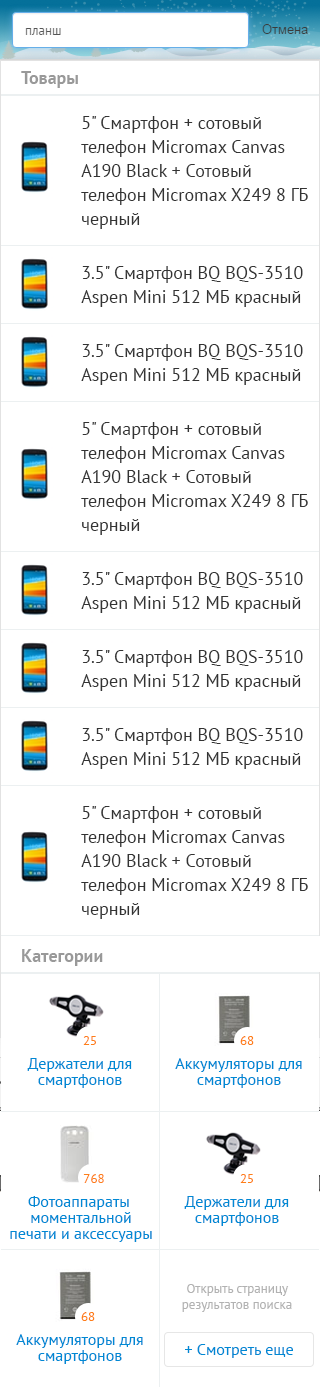 планш
Отмена
Товары
5" Смартфон + сотовый
телефон Micromax Canvas
A190 Black + Сотовый
телефон Micromax X249 8 ГБ
черный
3.5" Смартфон BQ BQS-3510
Aspen Mini 512 МБ красный
3.5" Смартфон BQ BQS-3510
Aspen Mini 512 МБ красный
5" Смартфон + сотовый
телефон Micromax Canvas
A190 Black + Сотовый
телефон Micromax X249 8 ГБ
черный
3.5" Смартфон BQ BQS-3510
Aspen Mini 512 МБ красный
3.5" Смартфон BQ BQS-3510
Aspen Mini 512 МБ красный
3.5" Смартфон BQ BQS-3510
Aspen Mini 512 МБ красный
5" Смартфон + сотовый
телефон Micromax Canvas
A190 Black + Сотовый
телефон Micromax X249 8 ГБ
черный
Категории
25
Держатели для
смартфонов
68
Аккумуляторы для
смартфонов
768
Фотоаппараты
моментальной
печати и аксессуары
25
Держатели для
смартфонов
68
Аккумуляторы для
смартфонов
Открыть страницу
результатов поиска
+ Смотреть еще